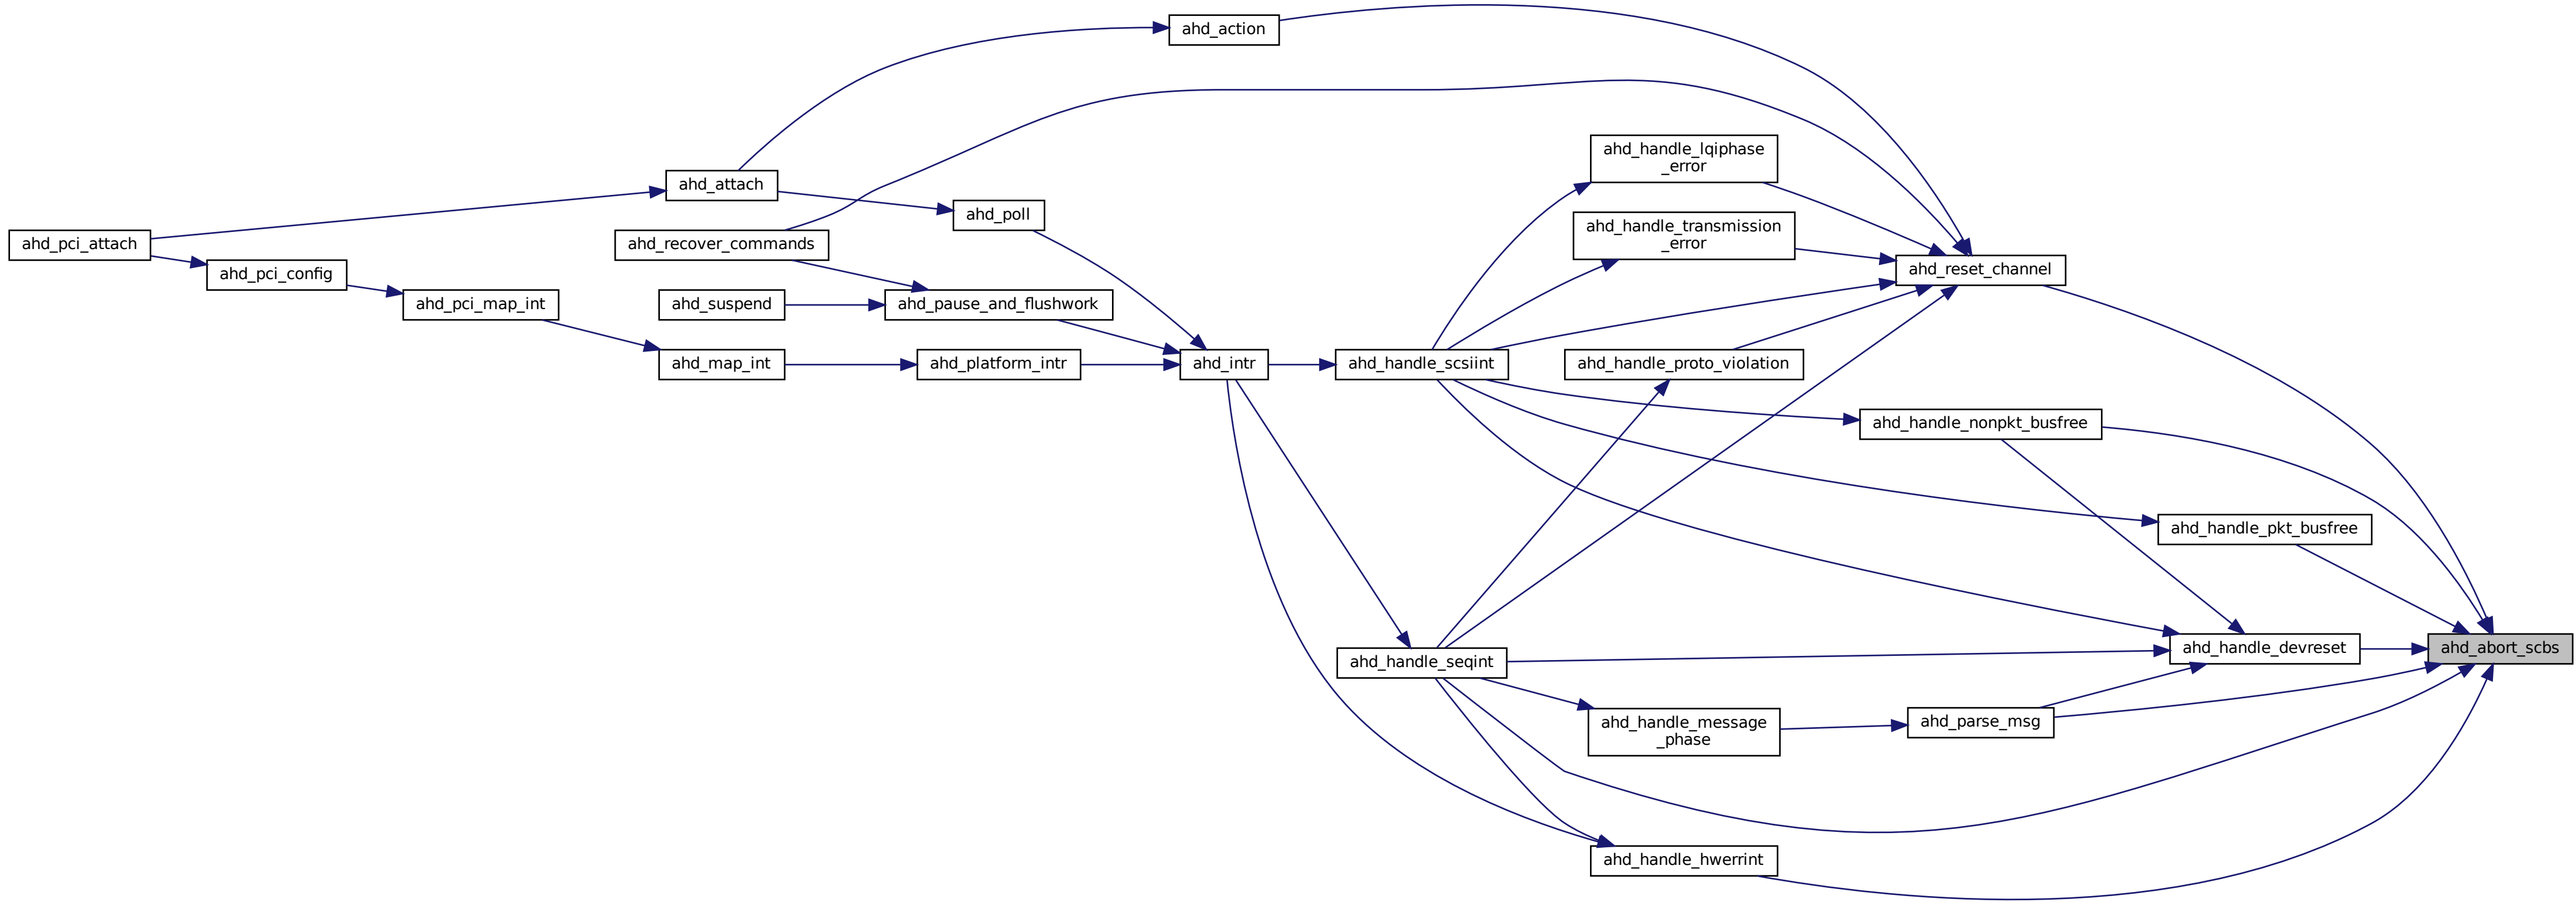 ahd_action
ahd_handle_lqiphase
_error
ahd_attach
ahd_poll
ahd_handle_transmission
_error
ahd_pci_attach
ahd_recover_commands
ahd_reset_channel
ahd_pci_config
ahd_pci_map_int
ahd_suspend
ahd_pause_and_flushwork
ahd_map_int
ahd_platform_intr
ahd_intr
ahd_handle_scsiint
ahd_handle_proto_violation
ahd_handle_nonpkt_busfree
ahd_handle_pkt_busfree
ahd_handle_devreset
ahd_abort_scbs
ahd_handle_seqint
ahd_handle_message
_phase
ahd_parse_msg
ahd_handle_hwerrint